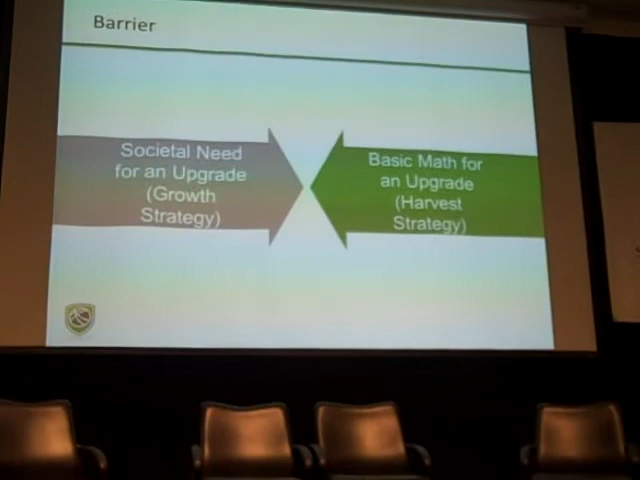 Barrier
Societal Need
for an Upgrade
(Growth
Strategy)
Basic Math for
an Upgrade
(Harvest
Strategy)